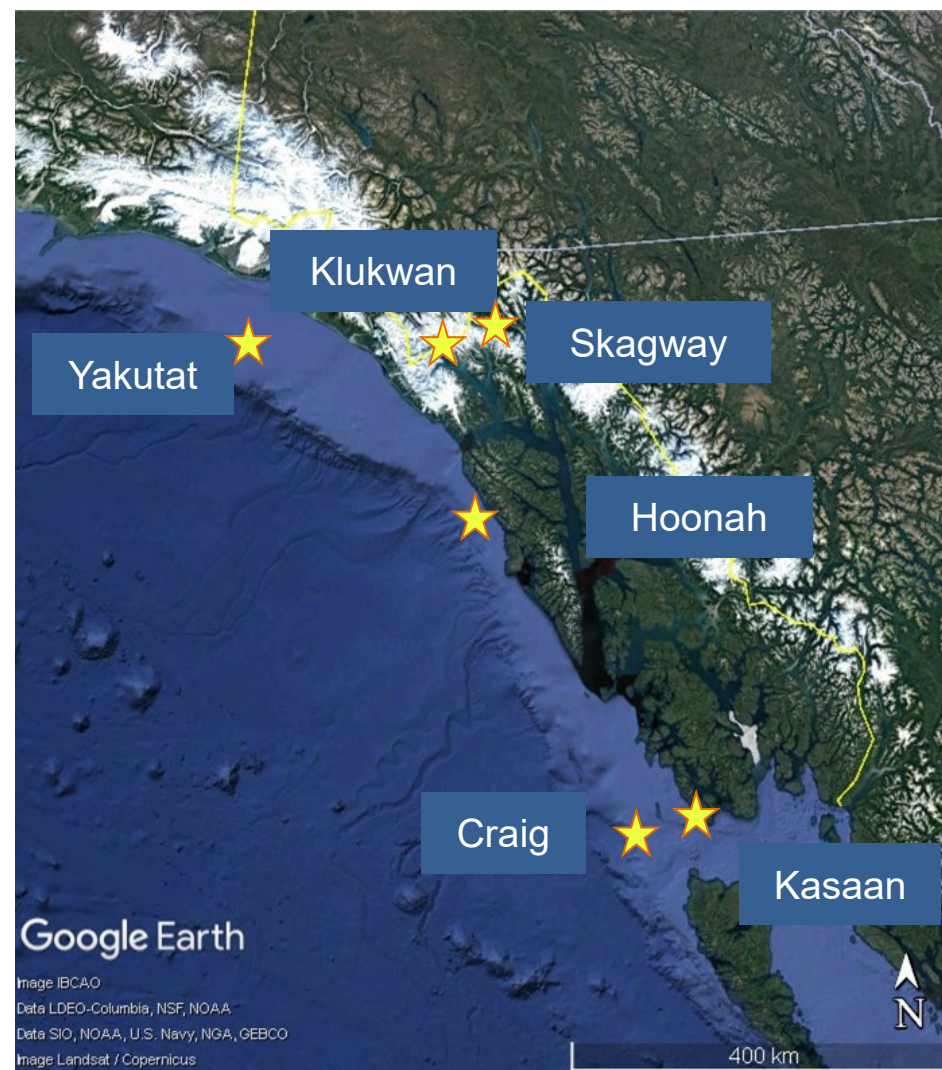 Klukwan
Skagway
Yakutat
Hoonah
Craig
Kasaan
Google Earth
Image IBCAO
Data LDEO-Columbia, NSF, NOAA
Data SIO, NOAA, U.S. Navy, NGA, GEBCO
Image Landsat / Copernicus
N
400 km